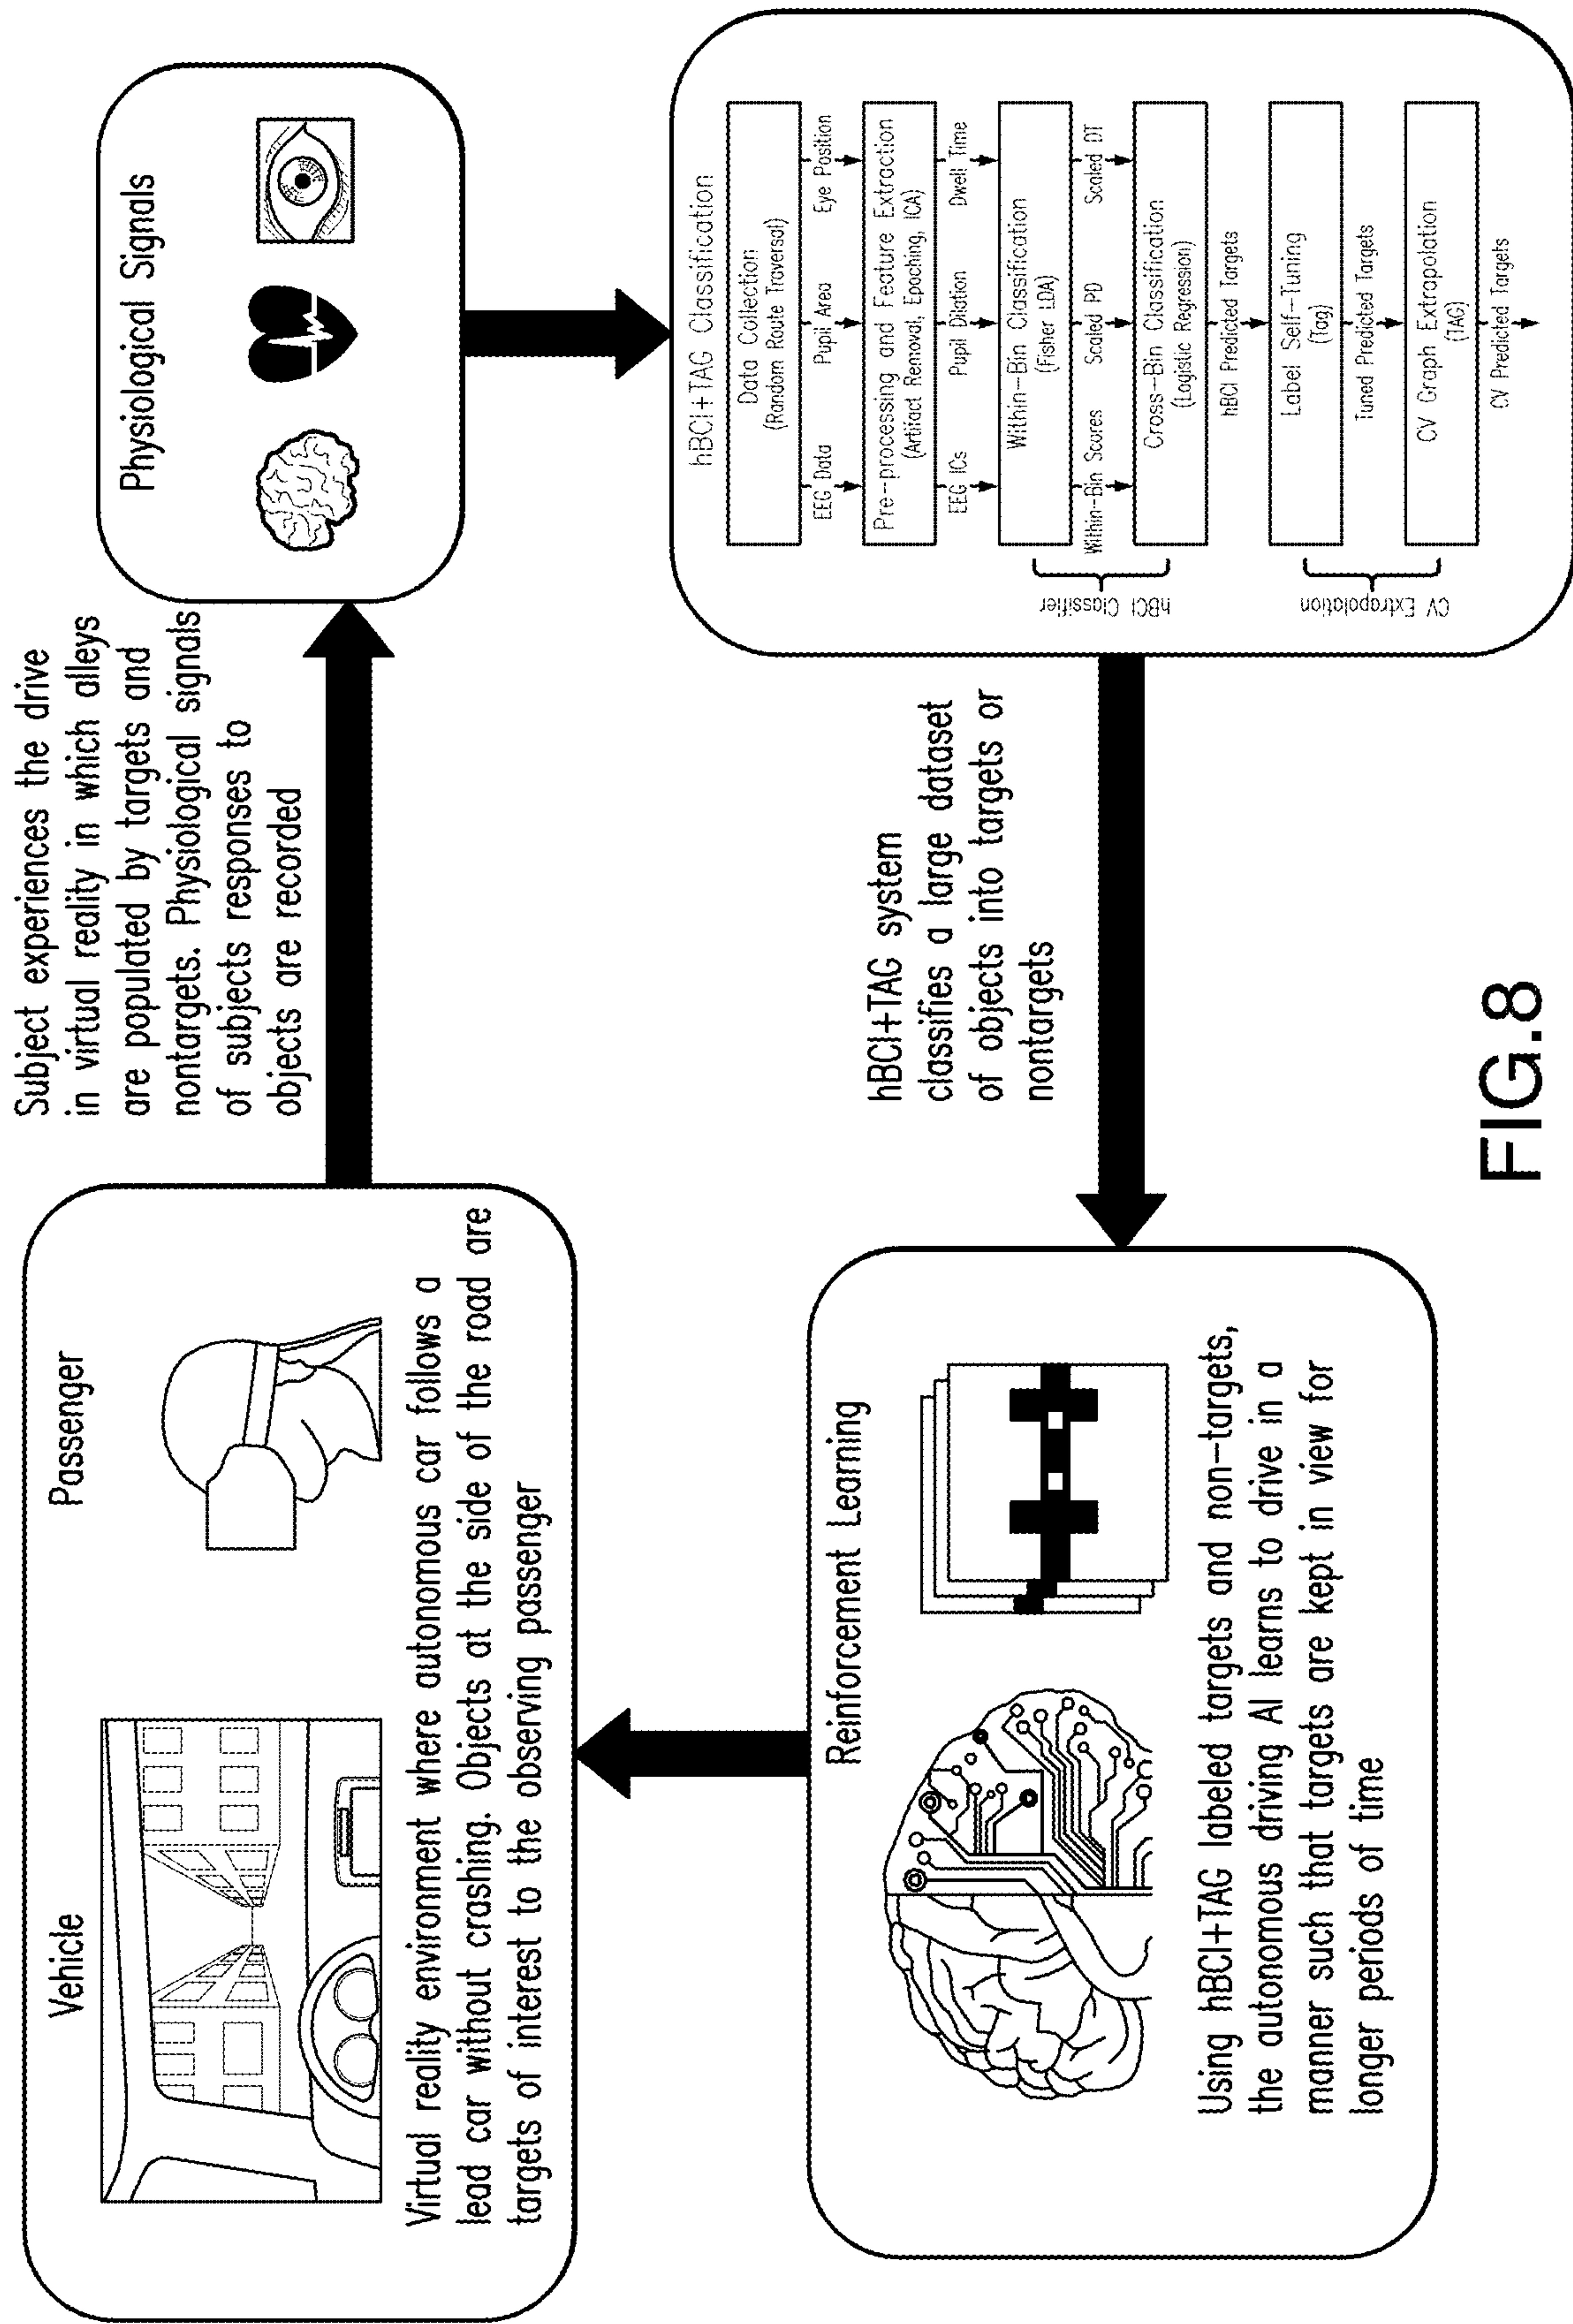 Vehicle
Passenger
Virtual reality environment where autonomous car follows a
lead car without crashing. Objects at the side of the road are
targets of interest to the observing passenger
Subject experiences the drive
in virtual reality in which alleys
are populated by targets and
nontargets. Physiological signals
of subjects responses to
objects are recorded
Physiological Signals
hBCI+TAG Classification
Data Collection
(Random Route Traversal)
EEG Data
Pupil Area
Eye Position
Pre-processing and Feature Extraction
(Artifact Removal, Epoching, ICA)
EEG ICs
Pupil Dilation
Dwell Time
Within-Bin Classification
(Fisher LDA)
Within-Bin Scores
Scaled PD
Scaled DT
Cross-Bin Classification
(Logistic Regression)
hBCI Predicted Targets
Label Self-Tuning
(Tag)
Tuned Predicted Targets
CV Graph Extrapolation
(TAG)
CV Predicted Targets
hBCI Classifier
CV Extrapolation
hBCI+TAG system
classifies a large dataset
of objects into targets or
nontargets
Reinforcement Learning
Using hBCI+TAG labeled targets and non-targets,
the autonomous driving AI learns to drive in a
manner such that targets are kept in view for
longer periods of time
FIG.8